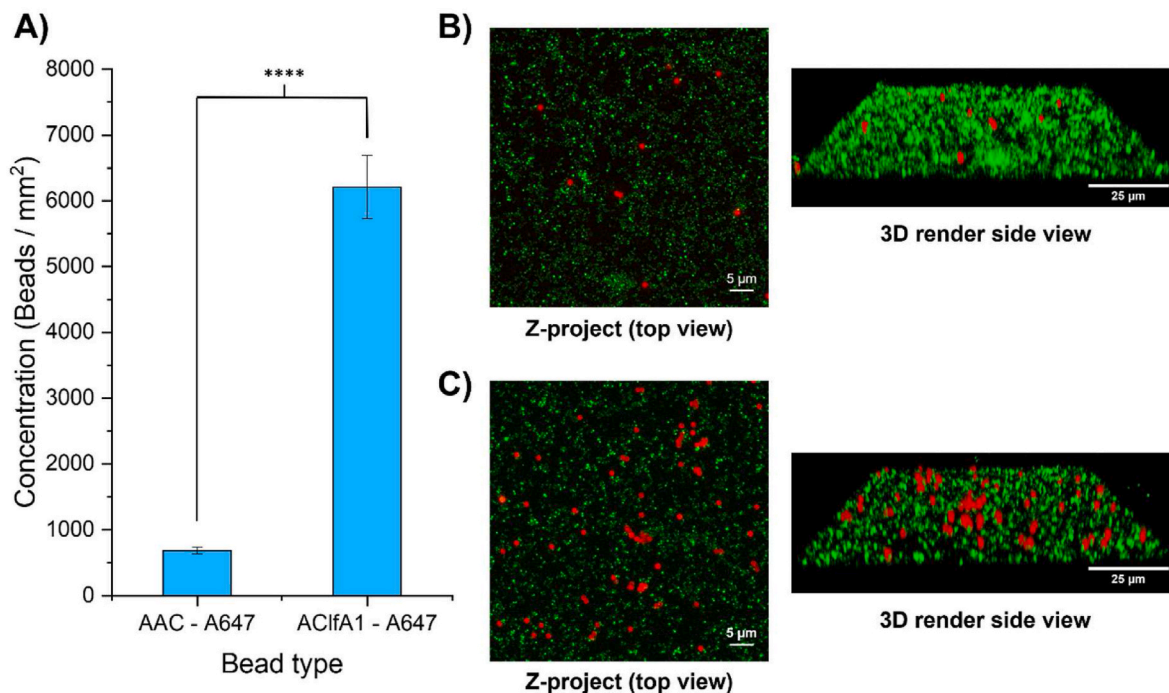 A)
8000
7000
6000
5000
4000
3000
2000
1000
0
Concentration (Beads / mm²)
****
AAC - A647
AClfA1 - A647
Bead type
B)
5 µm
Z-project (top view)
25 µm
3D render side view
C)
5 µm
Z-project (top view)
25 µm
3D render side view